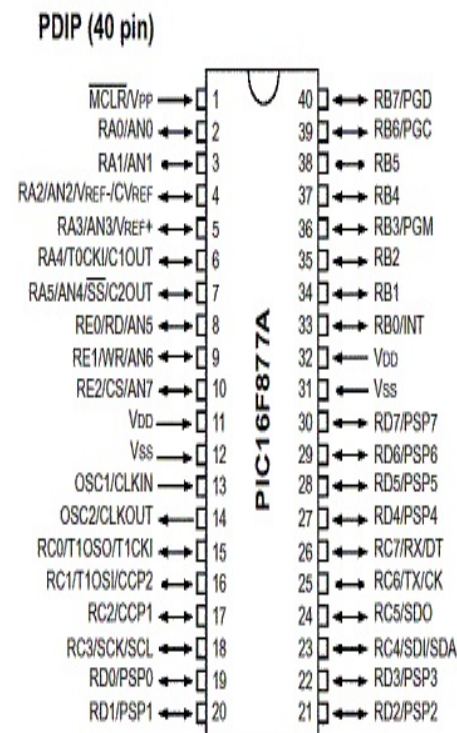 PDIP (40 pin)
MCLR/VPP 1 40 RB7/PGD
RA0/AN0 2 39 RB6/PGC
RA1/AN1 3 38 RB5
RA2/AN2/VREF-/CVREF 4 37 RB4
RA3/AN3/VREF+ 5 36 RB3/PGM
RA4/T0CKI/C1OUT 6 35 RB2
RA5/AN4/SS/C2OUT 7 34 RB1
RE0/RD/AN5 8 33 RB0/INT
RE1/WR/AN6 9 32 VDD
RE2/CS/AN7 10 31 VSS
VDD 11 30 RD7/PSP7
VSS 12 29 RD6/PSP6
OSC1/CLKIN 13 28 RD5/PSP5
OSC2/CLKOUT 14 27 RD4/PSP4
RC0/T1OSO/T1CKI 15 26 RC7/RX/DT
RC1/T1OSI/CCP2 16 25 RC6/TX/CK
RC2/CCP1 17 24 RC5/SDO
RC3/SCK/SCL 18 23 RC4/SDI/SDA
RD0/PSP0 19 22 RD3/PSP3
RD1/PSP1 20 21 RD2/PSP2
PIC16F877A